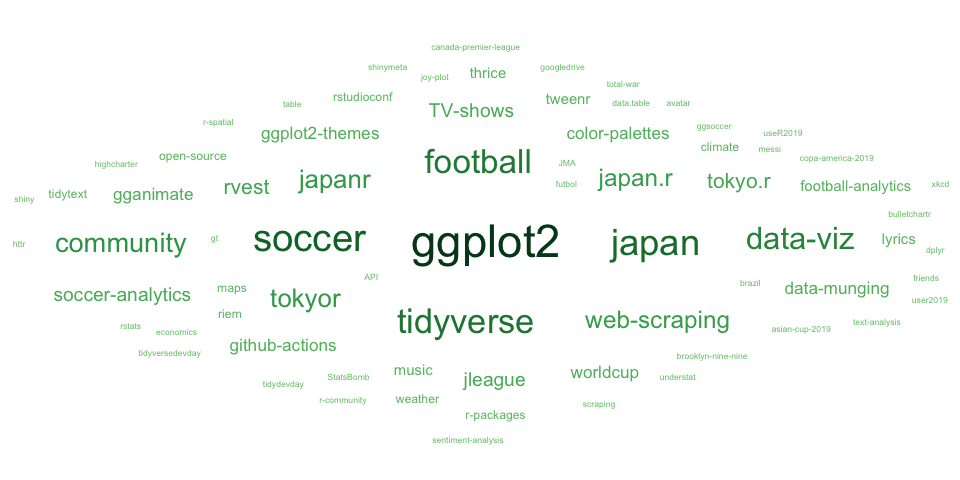 canada-premier-league
shinymeta
joy-plot
thrice
googledrive
total-war
table
rstudioconf
TV-shows
tweenr
data.table
avatar
r-spatial
ggplot2-themes
color-palettes
ggsoccer
useR2019
highcharter
open-source
football
JMA
climate
messi
copa-america-2019
shiny
tidytext
gganimate
rvest
japanr
futbol
japan.r
tokyo.r
football-analytics
xkcd
httr
community
gt
soccer
ggplot2
japan
data-viz
bulletchartr
lyrics
dplyr
soccer-analytics
maps
tokyor
API
brazil
data-munging
friends
user2019
rstats
economics
riem
tidyverse
web-scraping
asian-cup-2019
text-analysis
tidyversedevday
github-actions
brooklyn-nine-nine
tidydevday
StatsBomb
music
jleague
worldcup
understat
r-community
weather
r-packages
scraping
sentiment-analysis